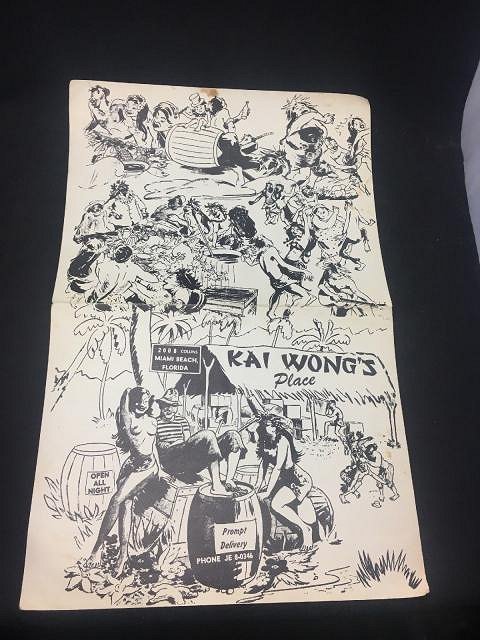 2008 COLLINS
MIAMI BEACH,
FLORIDA
KAI WONG'S
Place
OPEN
ALL
NIGHT
Prompt
Delivery
PHONE JE 8-0346